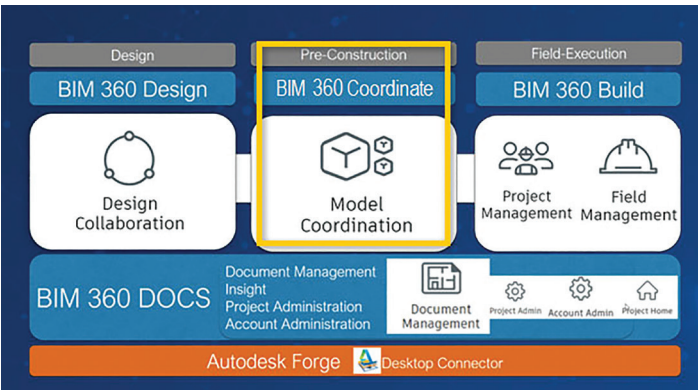 Design
Pre-Construction
Field-Execution
BIM 360 Design
BIM 360 Coordinate
BIM 360 Build
Design
Collaboration
Model
Coordination
Project
Management
Field
Management
BIM 360 DOCS
Document Management
Insight
Project Administration
Account Administration
Document
Management
Project Admin
Account Admin
Project Home
Autodesk Forge
Desktop Connector